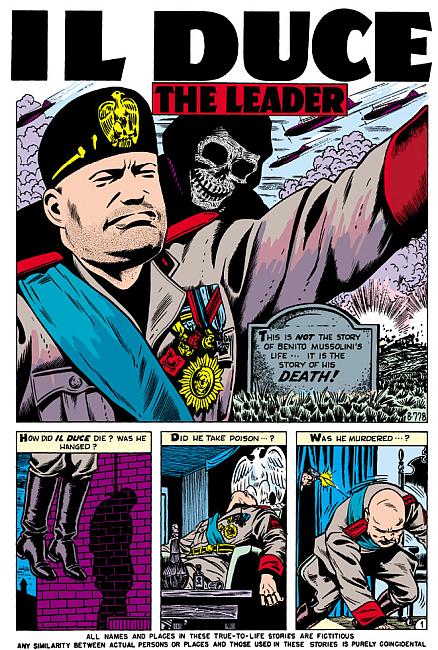 IL DUCE
THE LEADER
THIS IS NOT THE STORY
OF BENITO MUSSOLINI'S
LIFE ... IT IS THE
STORY OF HIS
DEATH!
B-778
HOW DID IL DUCE DIE? WAS HE
HANGED?
DID HE TAKE POISON...?
WAS HE MURDERED...?
1
ALL NAMES AND PLACES IN THESE TRUE-TO-LIFE STORIES ARE FICTITIOUS
ANY SIMILARITY BETWEEN ACTUAL PERSONS OR PLACES AND THOSE USED IN THESE STORIES IS PURELY COINCIDENTAL